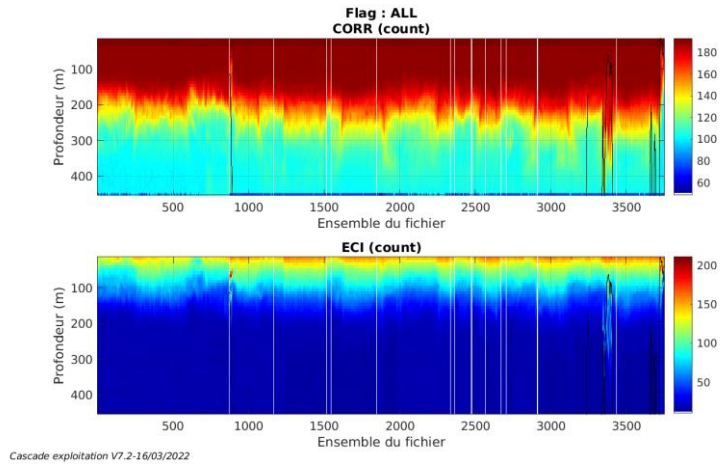 Flag : ALL
CORR (count)
Profondeur (m)
100
200
300
400
500 1000 1500 2000 2500 3000 3500
Ensemble du fichier
180
160
140
120
100
80
60
ECI (count)
Profondeur (m)
100
200
300
400
500 1000 1500 2000 2500 3000 3500
Ensemble du fichier
200
150
100
50
Cascade exploitation V7.2-16/03/2022